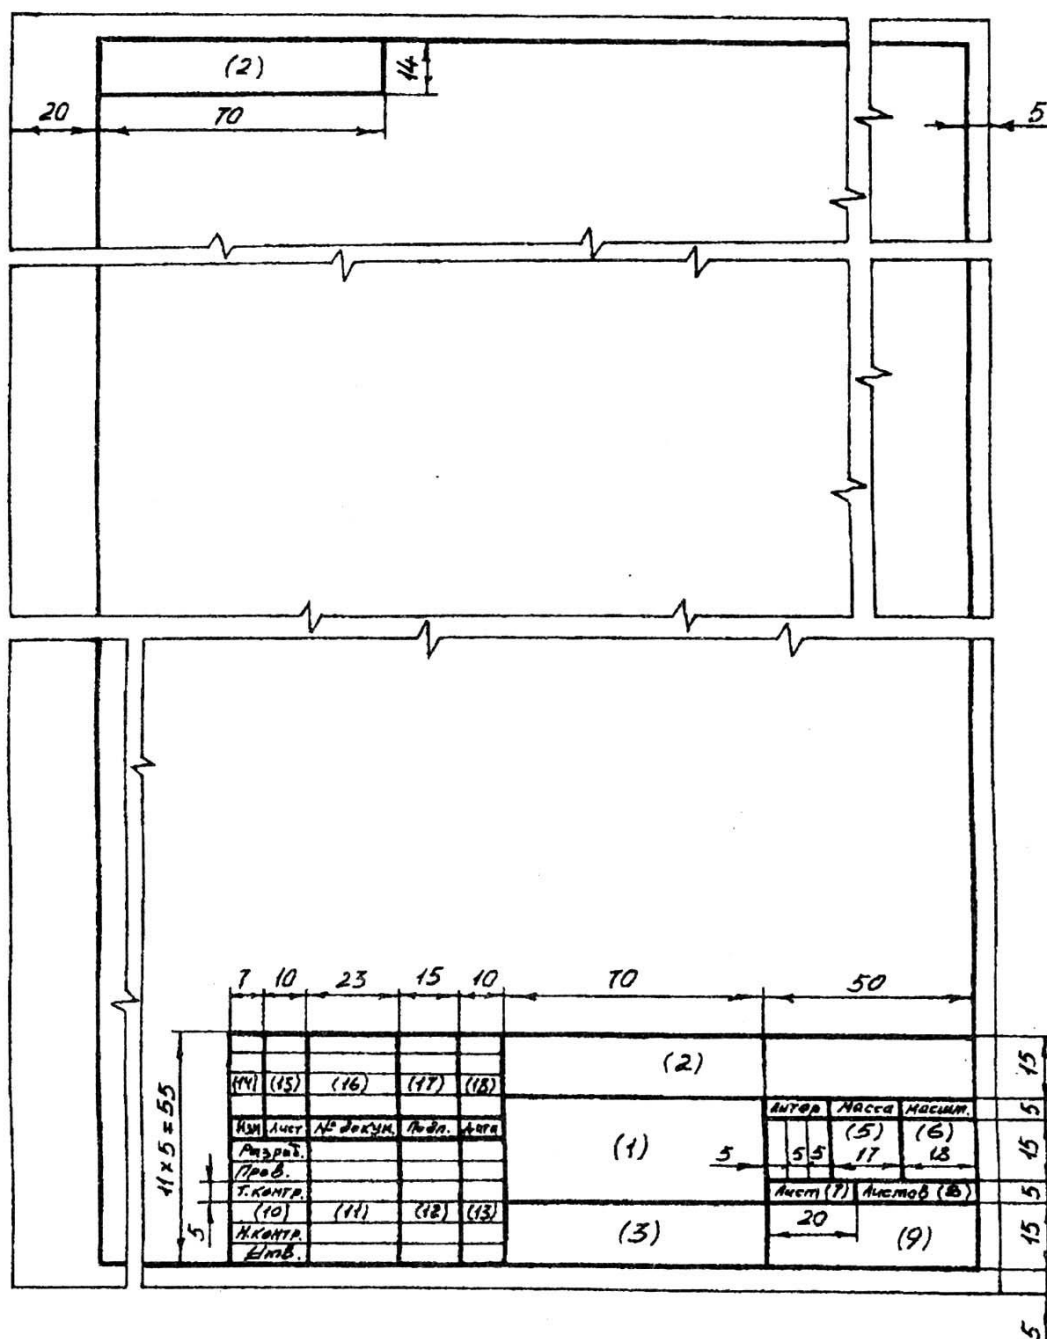 (2)
14
20
70
5
7 10 23 15 10 70 50
(2)
15
(14) (15) (16) (17) (18)
11x5=55
Литер Масса Масшт. 5
Изм Лист № докум. Подп. Дата
(5) (6)
Разраб.
(1)
5 5 5 17 18 15
Пров.
Т.контр.
Лист (7) Листов (8) 5
(10) (11) (12) (13)
5
20
(3)
(9)
15
Н.контр.
Утв.
5